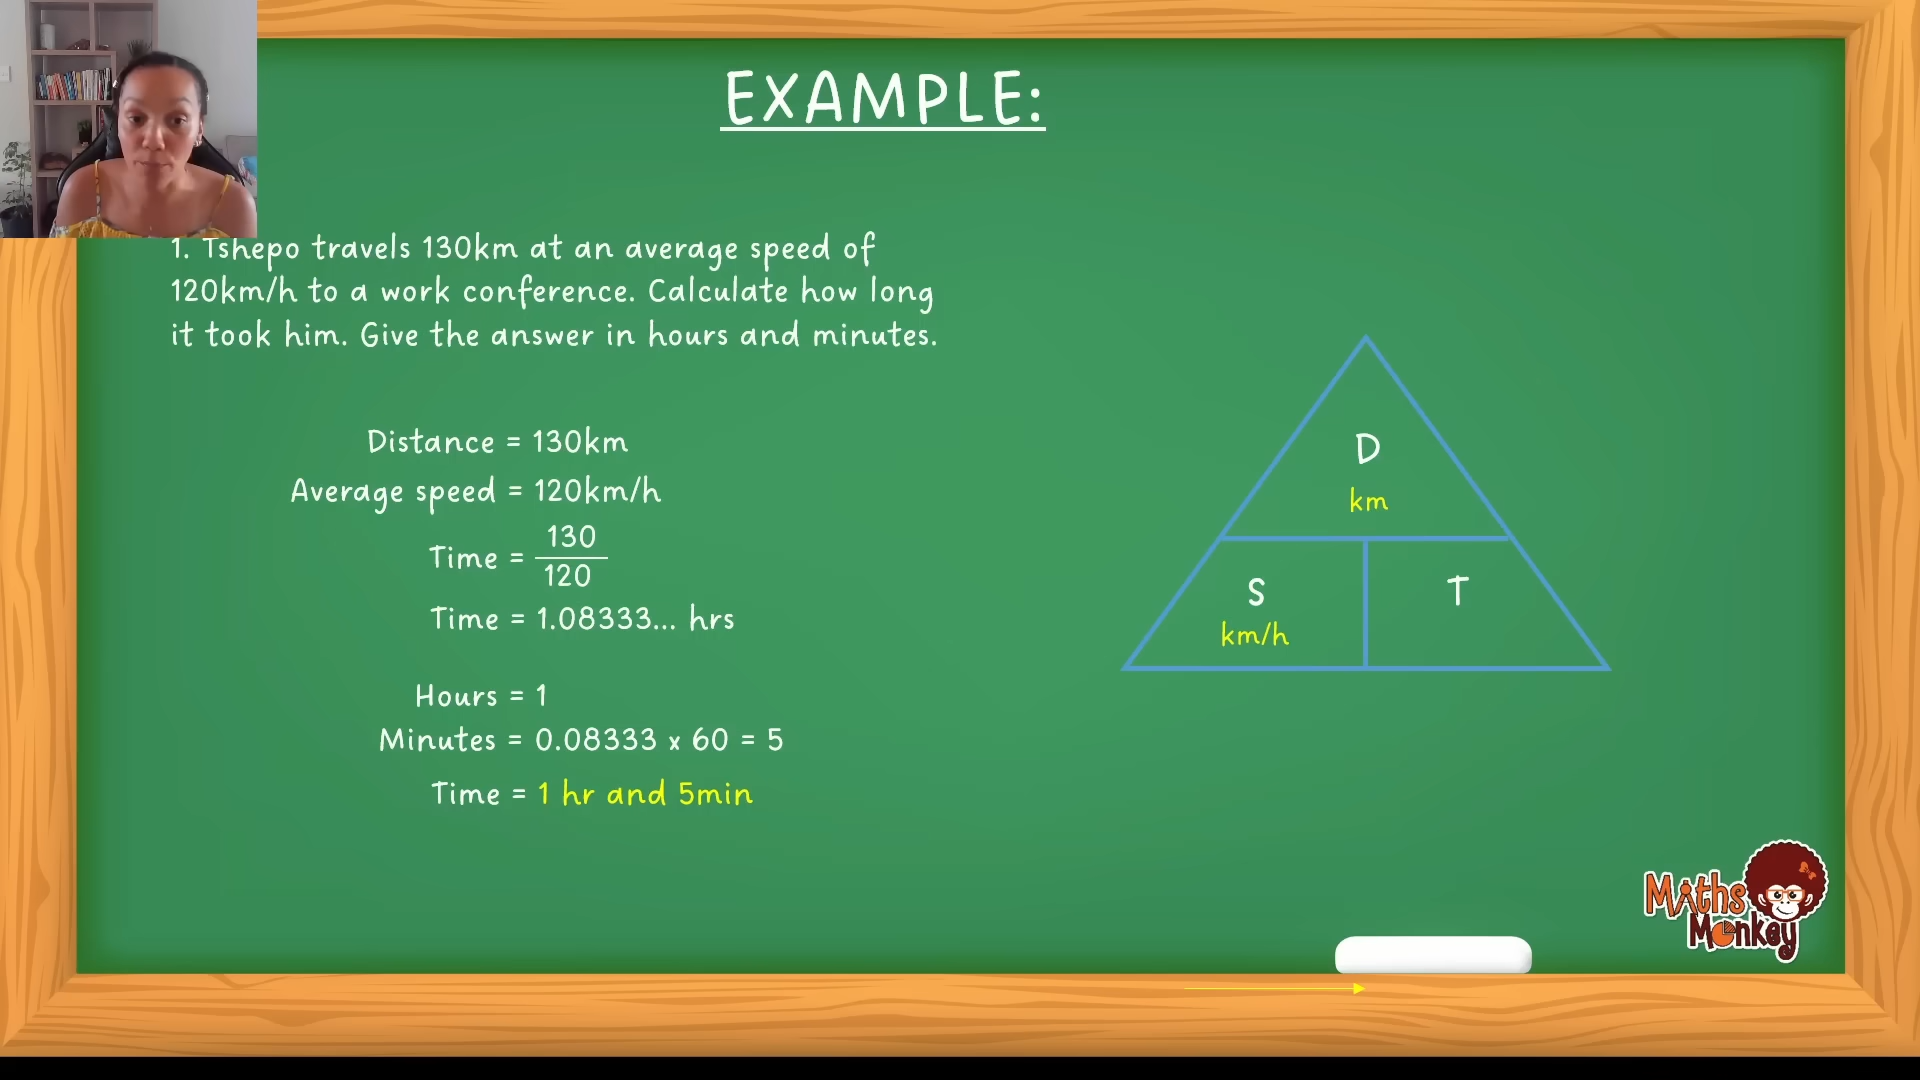 EXAMPLE:
1. Tshepo travels 130km at an average speed of
120km/h to a work conference. Calculate how long
it took him. Give the answer in hours and minutes.
Distance = 130km
Average speed = 120km/h
Time = 130
120
Time = 1.08333... hrs
Hours = 1
Minutes = 0.08333 x 60 = 5
Time = 1 hr and 5min
D
km
S
T
km/h
Maths
Monkey